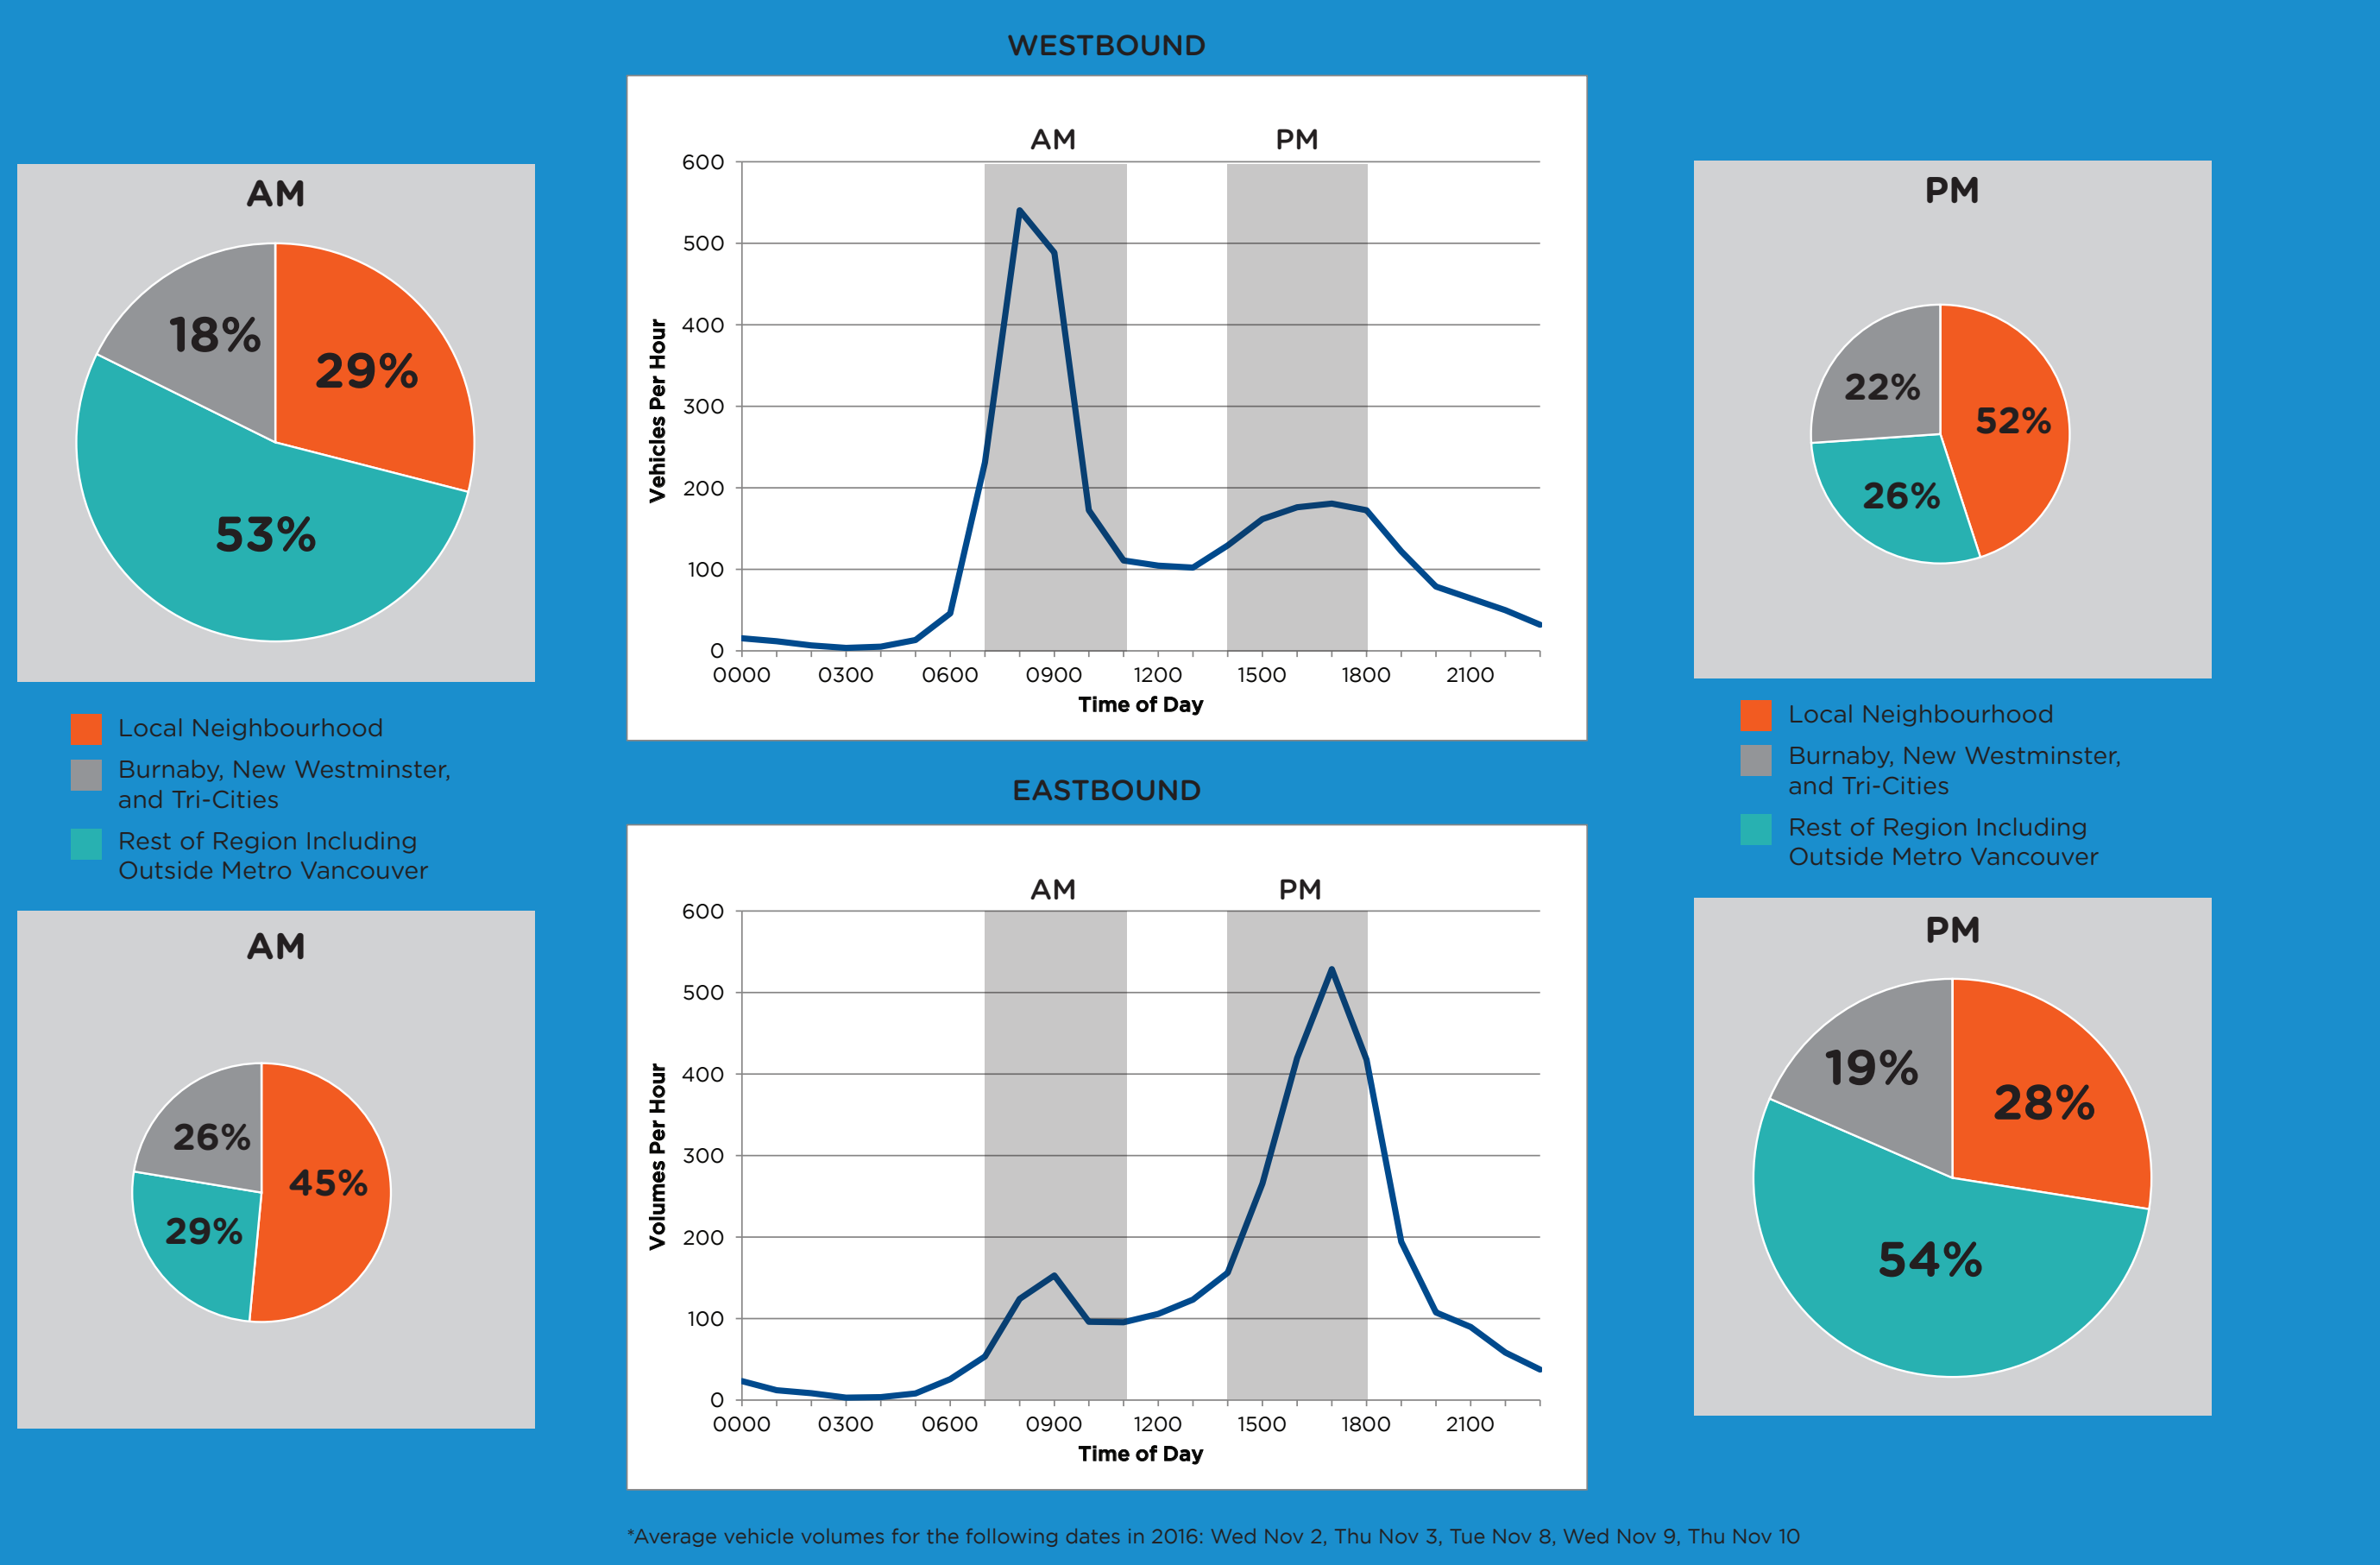 WESTBOUND
AM
29%
53%
18%
Local Neighbourhood
Burnaby, New Westminster,
and Tri-Cities
Rest of Region Including
Outside Metro Vancouver
AM
PM
Vehicles Per Hour
600
500
400
300
200
100
0
0000 0300 0600 0900 1200 1500 1800 2100
Time of Day
PM
52%
26%
22%
Local Neighbourhood
Burnaby, New Westminster,
and Tri-Cities
Rest of Region Including
Outside Metro Vancouver
EASTBOUND
AM
45%
29%
26%
AM
PM
Volumes Per Hour
600
500
400
300
200
100
0
0000 0300 0600 0900 1200 1500 1800 2100
Time of Day
PM
28%
54%
19%
*Average vehicle volumes for the following dates in 2016: Wed Nov 2, Thu Nov 3, Tue Nov 8, Wed Nov 9, Thu Nov 10